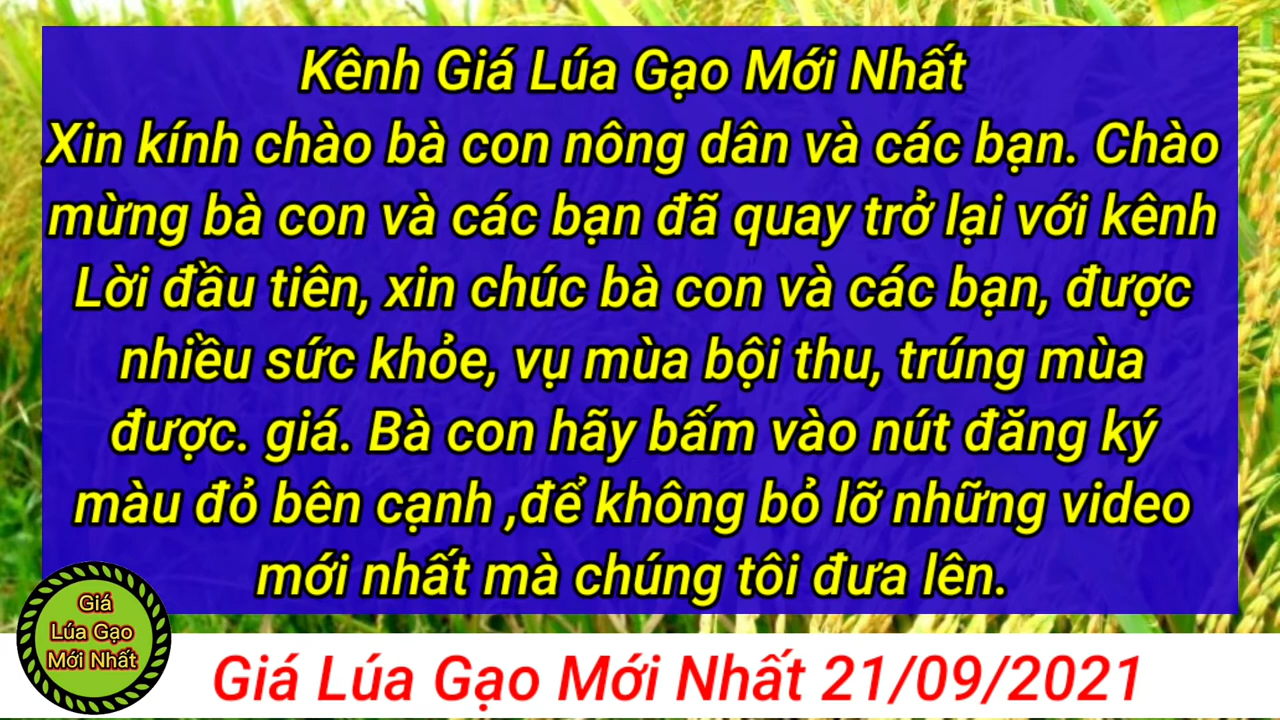 Kênh Giá Lúa Gạo Mới Nhất
Xin kính chào bà con nông dân và các bạn. Chào
mừng bà con và các bạn đã quay trở lại với kênh
Lời đầu tiên, xin chúc bà con và các bạn, được
nhiều sức khỏe, vụ mùa bội thu, trúng mùa
được. giá. Bà con hãy bấm vào nút đăng ký
màu đỏ bên cạnh ,để không bỏ lỡ những video
mới nhất mà chúng tôi đưa lên.
Giá
Lúa Gạo
Mới Nhất
Giá Lúa Gạo Mới Nhất 21/09/2021